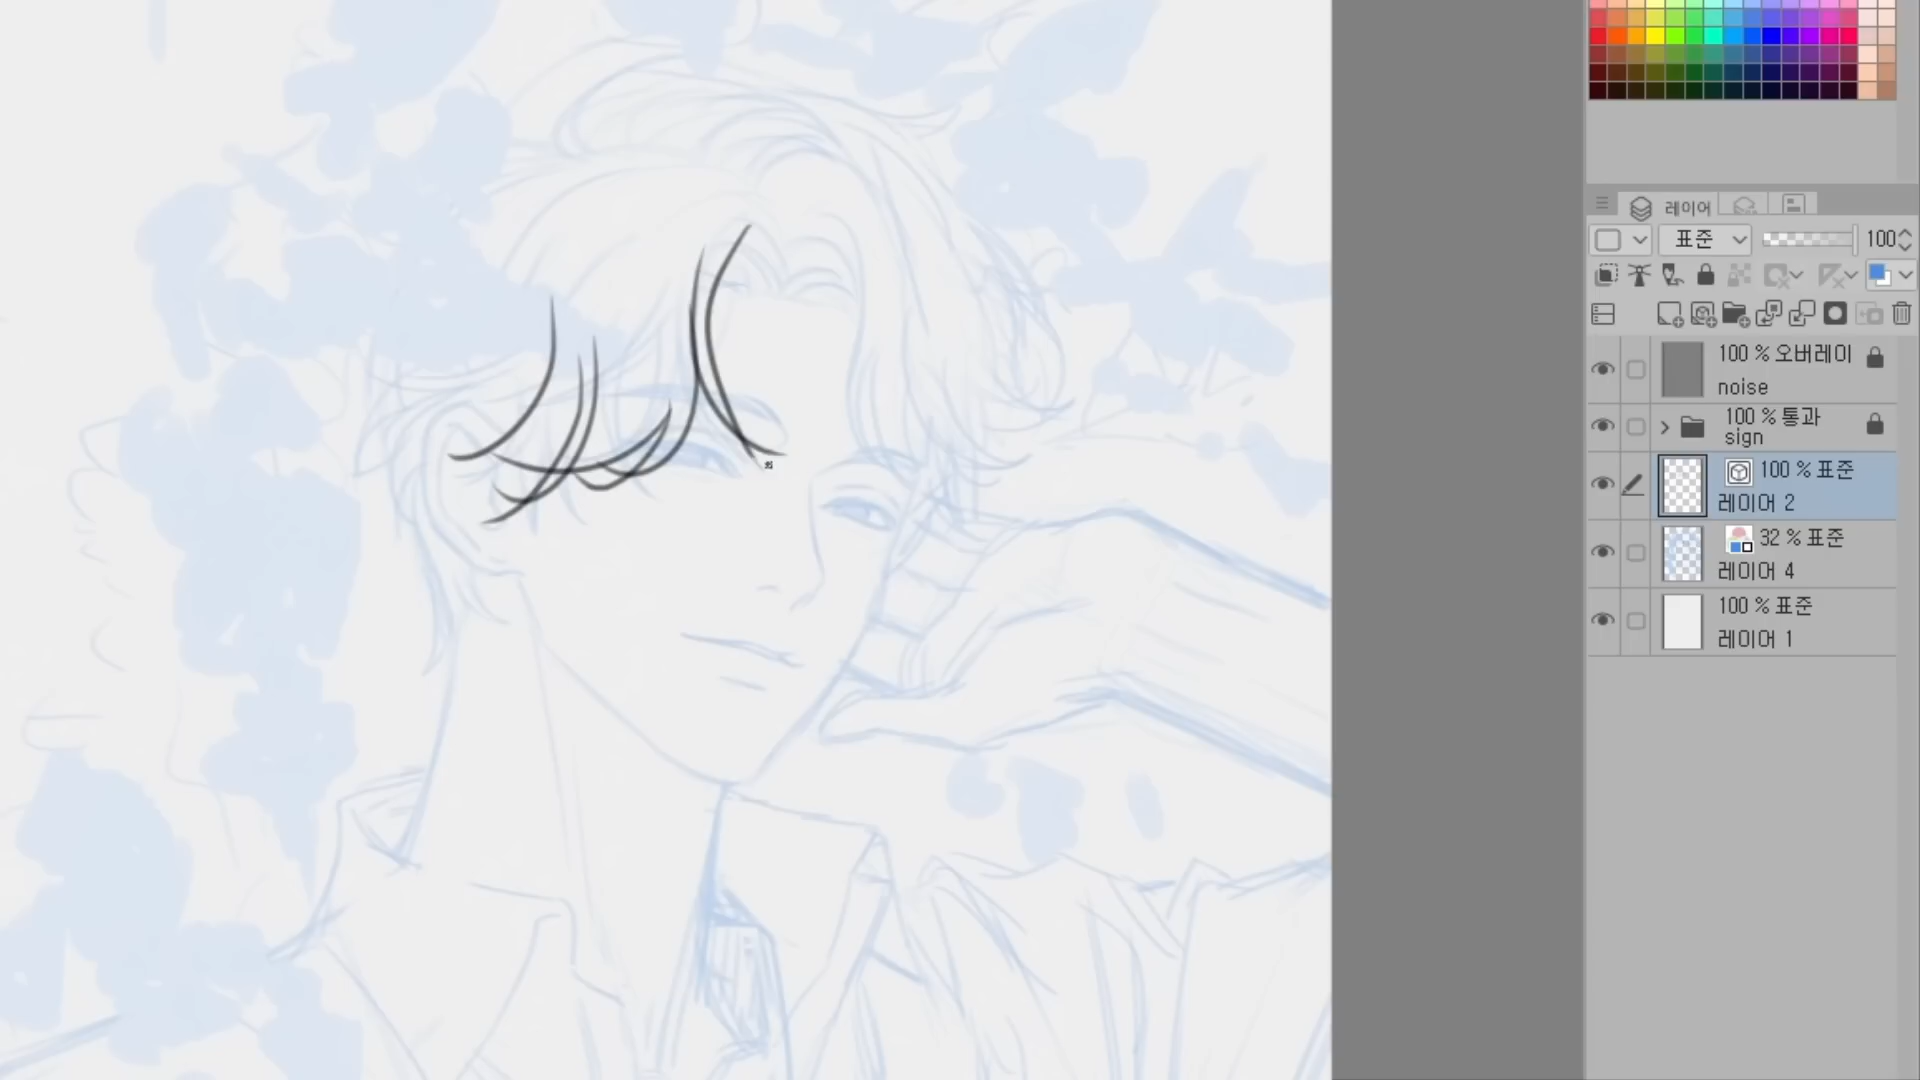 레이어
표준
100
100 % 오버레이
noise
100 % 통과
sign
100 % 표준
레이어 2
32 % 표준
레이어 4
100 % 표준
레이어 1